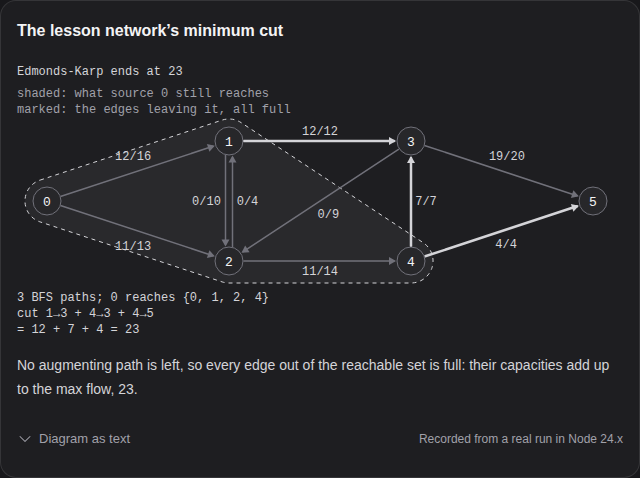 The lesson network’s minimum cut
Edmonds-Karp ends at 23
shaded: what source 0 still reaches
marked: the edges leaving it, all full
12/12
1
3
12/16
19/20
0
0/10
0/4
7/7
5
0/9
11/13
4/4
2
4
11/14
3 BFS paths; 0 reaches {0, 1, 2, 4}
cut 1→3 + 4→3 + 4→5
= 12 + 7 + 4 = 23
No augmenting path is left, so every edge out of the reachable set is full: their capacities add up
to the max flow, 23.
Diagram as text
Recorded from a real run in Node 24.x